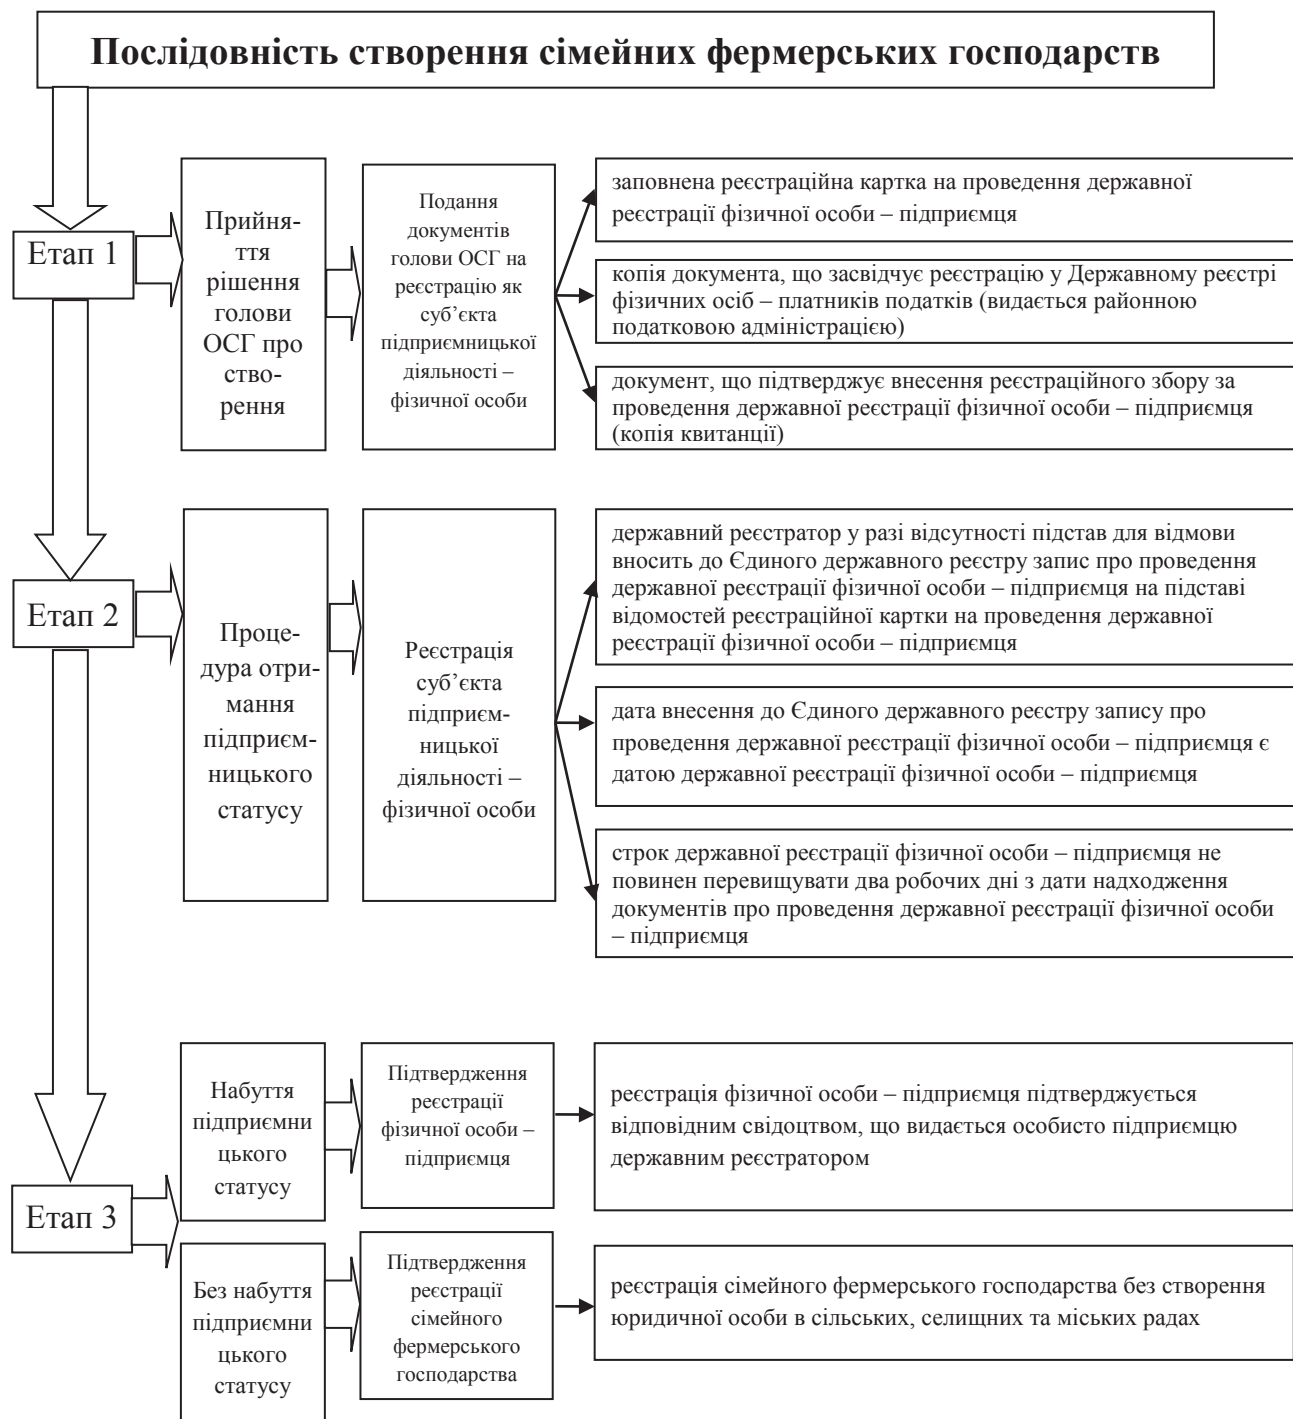 Послідовність створення сімейних фермерських господарств
Етап 1
Прийня-
ття
рішення
голови
ОСГ про
ство-
рення
Подання
документів
голови ОСГ на
реєстрацію як
суб’єкта
підприємницької
діяльності –
фізичної особи
заповнена реєстраційна картка на проведення державної
реєстрації фізичної особи – підприємця
копія документа, що засвідчує реєстрацію у Державному реєстрі
фізичних осіб – платників податків (видається районною
податковою адміністрацією)
документ, що підтверджує внесення реєстраційного збору за
проведення державної реєстрації фізичної особи – підприємця
(копія квитанції)
Етап 2
Проце-
дура отри-
мання
підприєм-
ницького
статусу
Реєстрація
суб’єкта
підприєм-
ницької
діяльності –
фізичної особи
державний реєстратор у разі відсутності підстав для відмови
вносить до Єдиного державного реєстру запис про проведення
державної реєстрації фізичної особи – підприємця на підставі
відомостей реєстраційної картки на проведення державної
реєстрації фізичної особи – підприємця
дата внесення до Єдиного державного реєстру запису про
проведення державної реєстрації фізичної особи – підприємця є
датою державної реєстрації фізичної особи – підприємця
строк державної реєстрації фізичної особи – підприємця не
повинен перевищувати два робочих дні з дати надходження
документів про проведення державної реєстрації фізичної особи
– підприємця
Етап 3
Набуття
підприємни
цького
статусу
Підтвердження
реєстрації
фізичної особи –
підприємця
реєстрація фізичної особи – підприємця підтверджується
відповідним свідоцтвом, що видається особисто підприємцю
державним реєстратором
Без набуття
підприємни
цького
статусу
Підтвердження
реєстрації
сімейного
фермерського
господарства
реєстрація сімейного фермерського господарства без створення
юридичної особи в сільських, селищних та міських радах